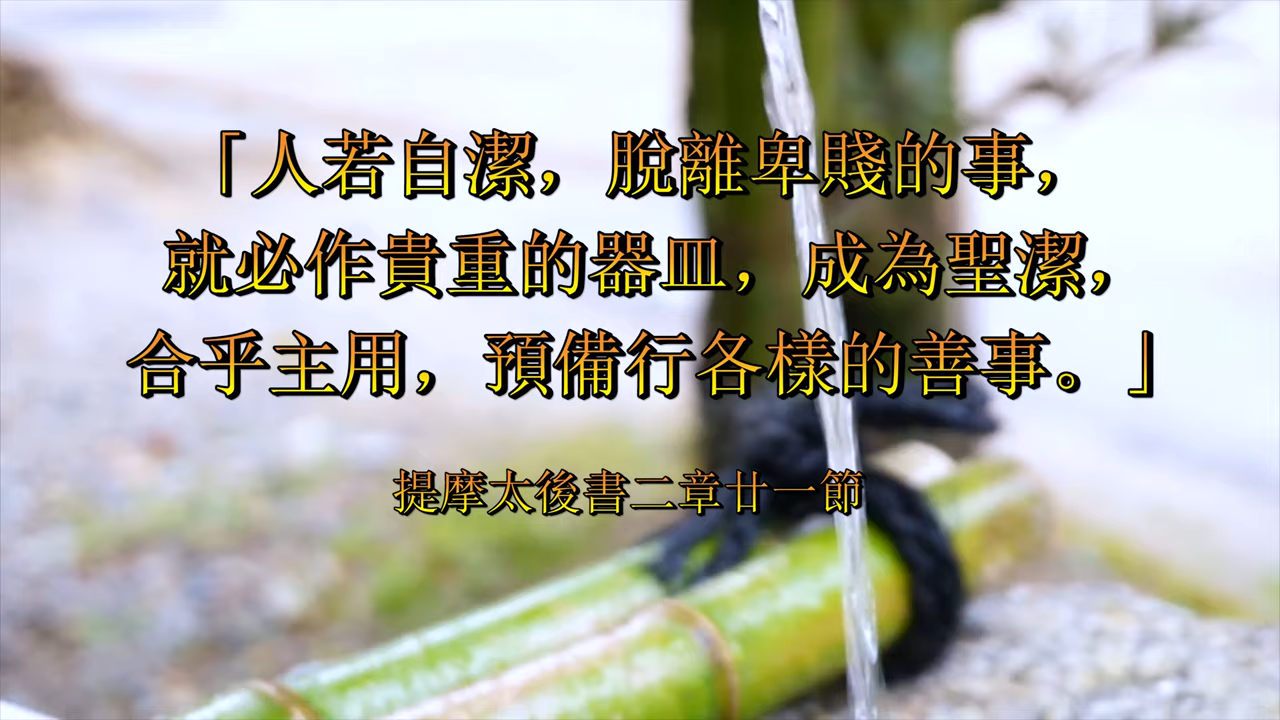 「人若自潔，脫離卑賤的事，
就必作貴重的器皿，成為聖潔，
合乎主用，預備行各樣的善事。」
提摩太後書二章廿一節